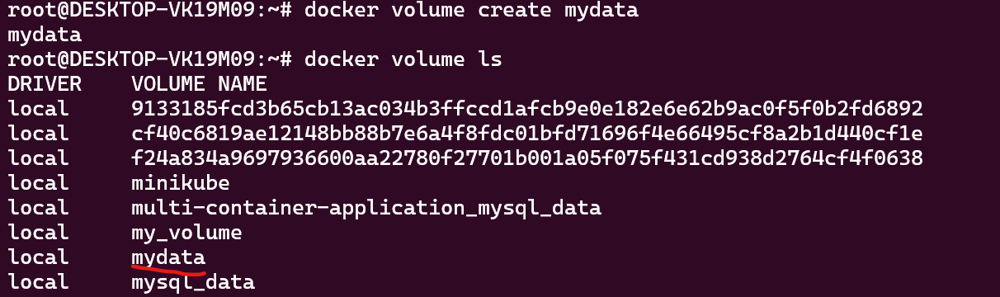 root@DESKTOP-VK19M09:~# docker volume create mydata
mydata
root@DESKTOP-VK19M09:~# docker volume ls
DRIVER    VOLUME NAME
local     9133185fcd3b65cb13ac034b3ffccd1afcb9e0e182e6e62b9ac0f5f0b2fd6892
local     cf40c6819ae12148bb88b7e6a4f8fdc01bfd71696f4e66495cf8a2b1d440cf1e
local     f24a834a9697936600aa22780f27701b001a05f075f431cd938d2764cf4f0638
local     minikube
local     multi-container-application_mysql_data
local     my_volume
local     mydata
local     mysql_data